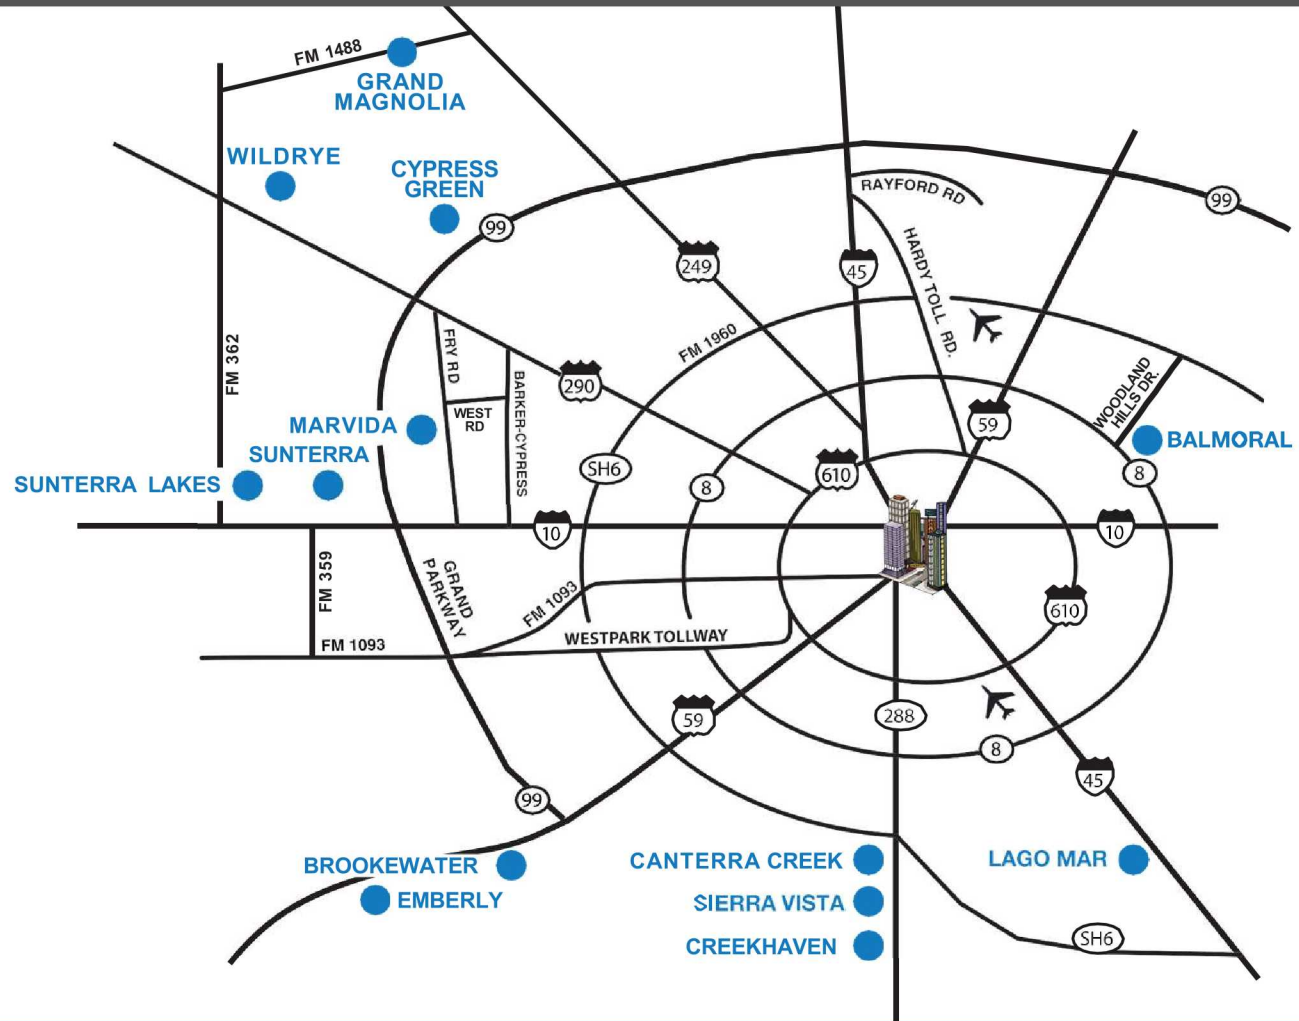 FM 1488
GRAND
MAGNOLIA
WILDRYE
CYPRESS
GREEN
99
RAYFORD RD
99
HARDY TOLL RD.
249
45
FM 1960
FM 362
FRY RD
290
BARKER-CYPRESS
WEST
RD
WOODLAND
HILLS DR.
59
MARVIDA
BALMORAL
SUNTERRA
SH6
610
8
8
SUNTERRA LAKES
10
10
FM 359
GRAND
PARKWAY
FM 1093
610
FM 1093
WESTPARK TOLLWAY
59
288
8
45
99
BROOKEWATER
CANTERRA CREEK
LAGO MAR
EMBERLY
SIERRA VISTA
CREEKHAVEN
SH6